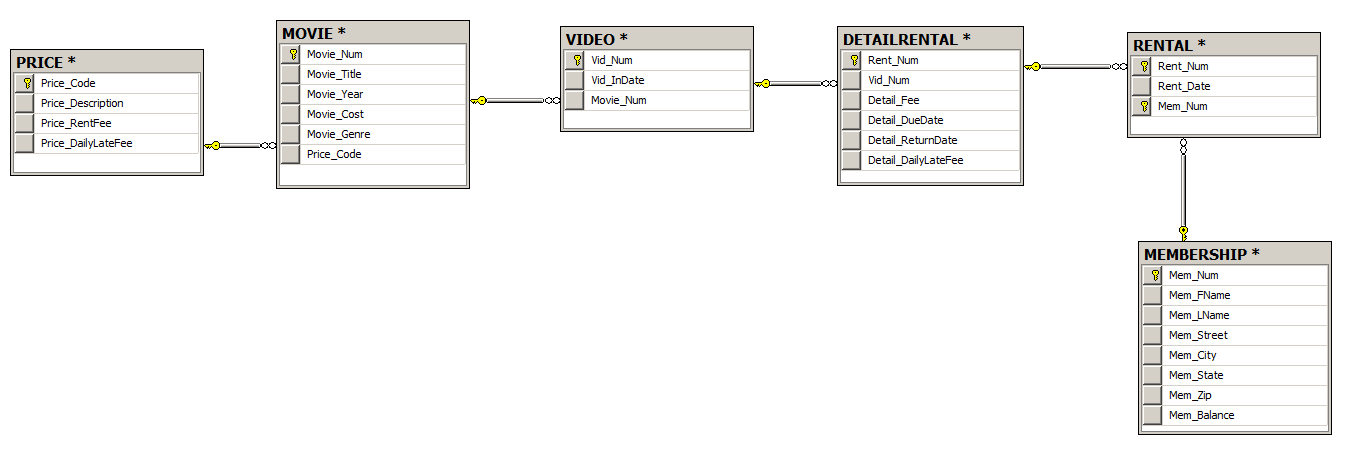 PRICE *
Price_Code
Price_Description
Price_RentFee
Price_DailyLateFee
MOVIE *
Movie_Num
Movie_Title
Movie_Year
Movie_Cost
Movie_Genre
Price_Code
VIDEO *
Vid_Num
Vid_InDate
Movie_Num
DETAILRENTAL *
Rent_Num
Vid_Num
Detail_Fee
Detail_DueDate
Detail_ReturnDate
Detail_DailyLateFee
RENTAL *
Rent_Num
Rent_Date
Mem_Num
MEMBERSHIP *
Mem_Num
Mem_FName
Mem_LName
Mem_Street
Mem_City
Mem_State
Mem_Zip
Mem_Balance